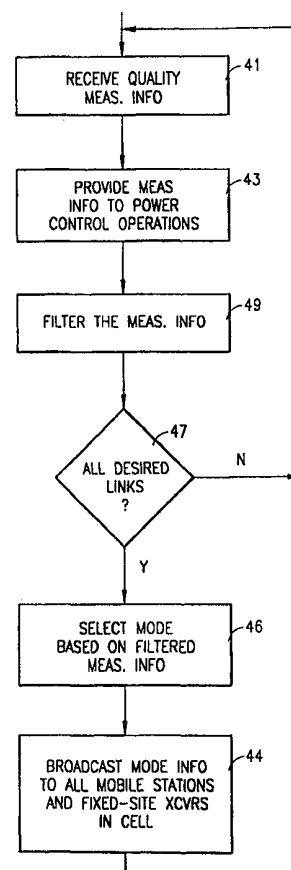 RECEIVE QUALITY
MEAS. INFO
41
PROVIDE MEAS
INFO TO POWER
CONTROL OPERATIONS
43
FILTER THE MEAS. INFO
49
ALL DESIRED
LINKS
?
47
N
Y
SELECT MODE
BASED ON FILTERED
MEAS. INFO
46
BROADCAST MODE INFO
TO ALL MOBILE STATIONS
AND FIXED-SITE XCVRS
IN CELL
44